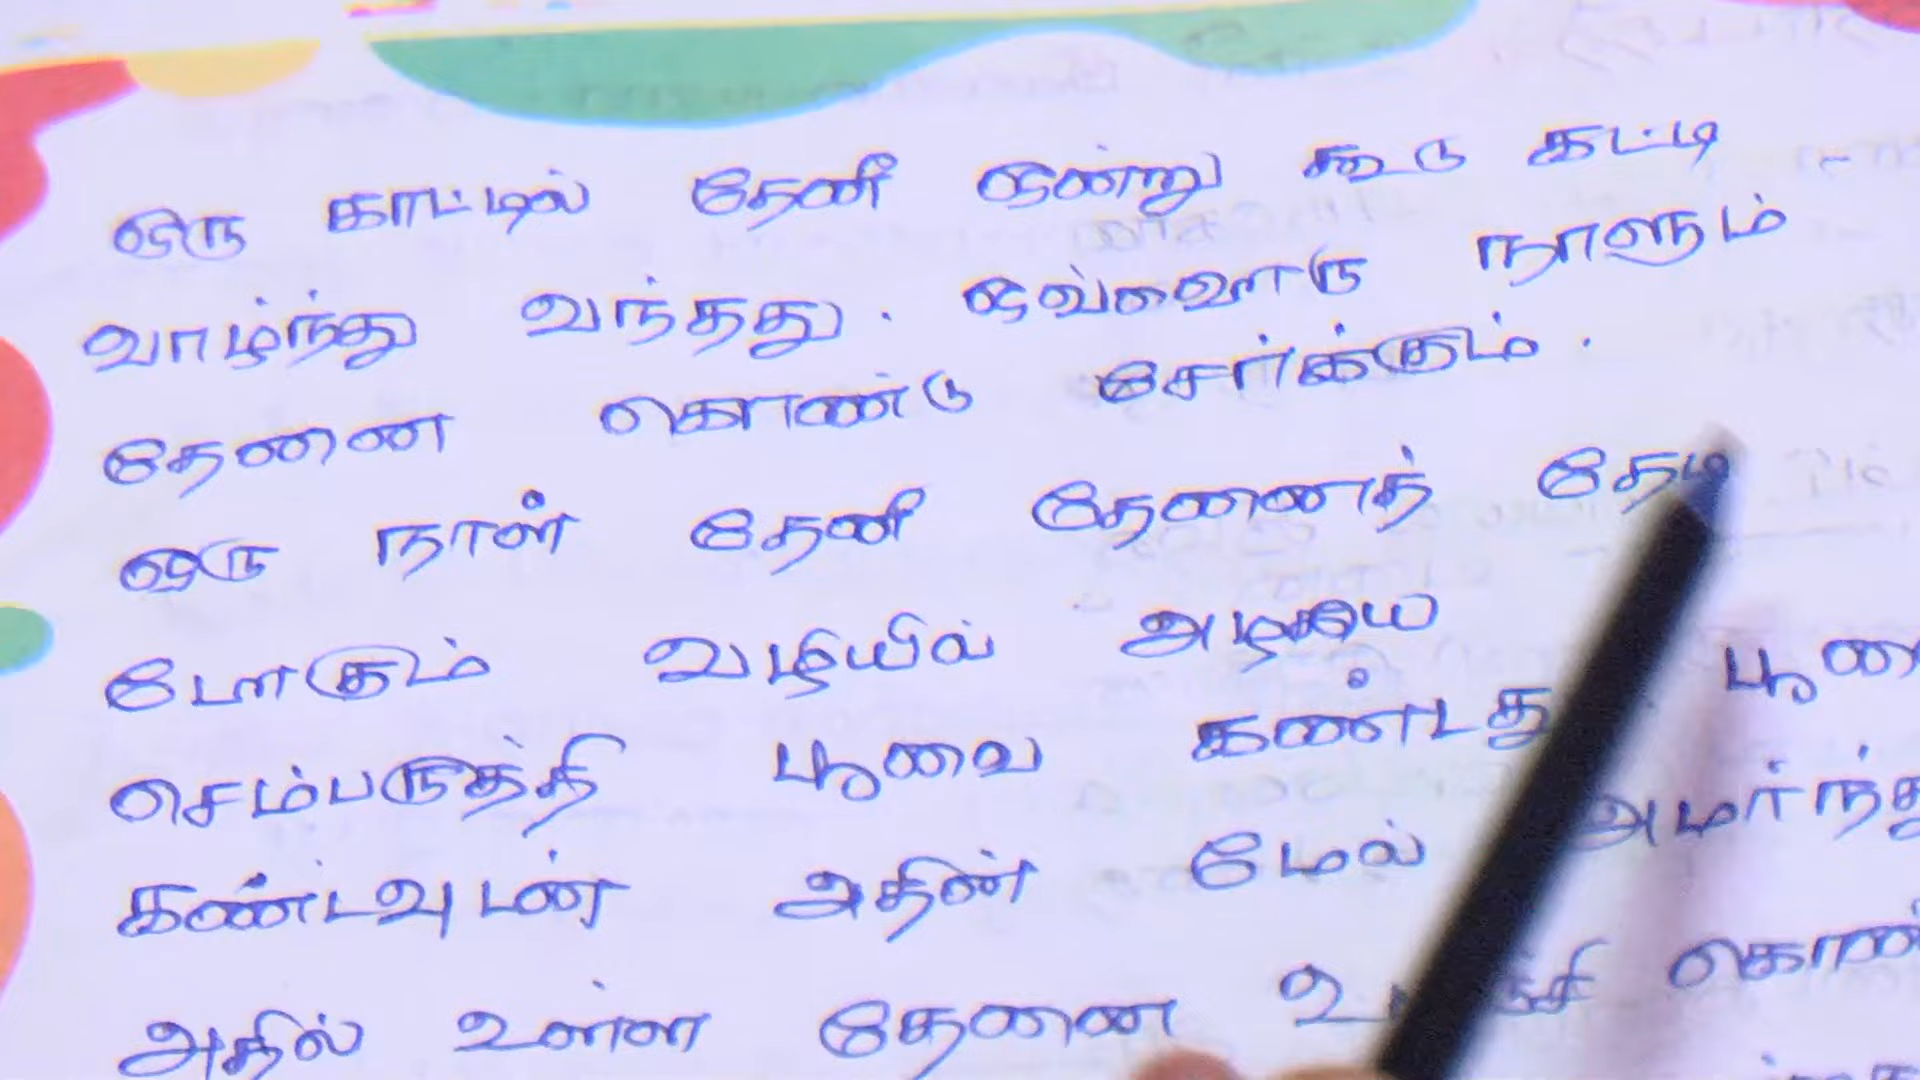 ஒரு காட்டில் தேனீ ஒன்று கூடு கட்டி
வாழ்ந்து வந்தது. ஒவ்வொரு நாளும்
தேனை கொண்டு சேர்க்கும்.
ஒரு நாள் தேனீ தேனைத் தேடி
போகும் வழியில் அழகிய
செம்பருத்தி பூவை கண்டது
கண்டவுடன் அதின் மேல் அமர்ந்து
அதில் உள்ள தேனை